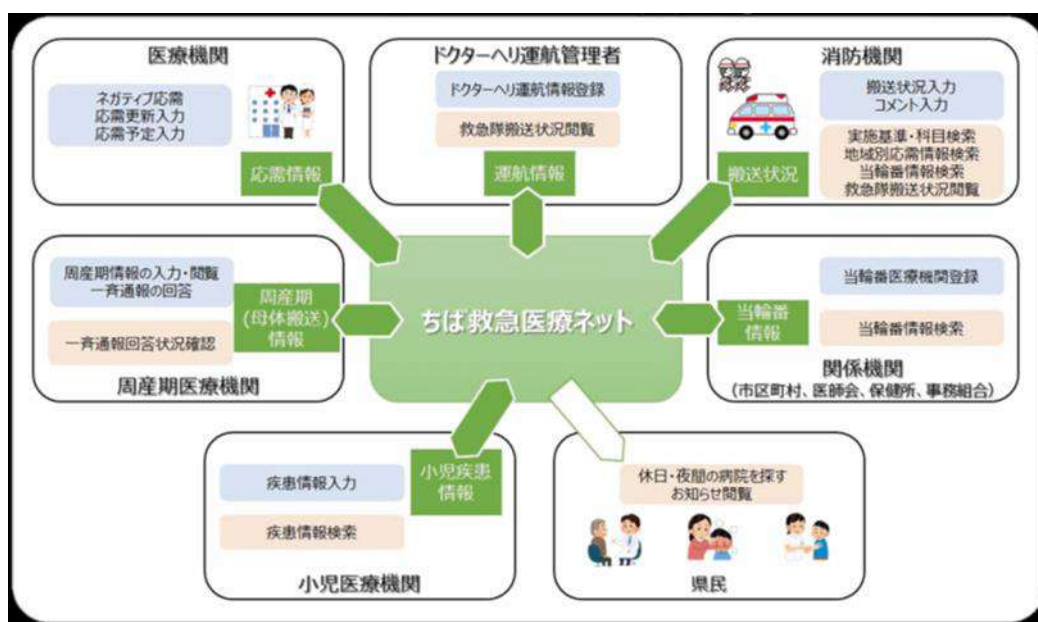 医療機関
ネガティブ応需
応需更新入力
応需予定入力
応需情報
ドクターヘリ運航管理者
ドクターヘリ運航情報登録
救急隊搬送状況閲覧
運航情報
消防機関
搬送状況入力
コメント入力
実施基準・科目検索
地域別応需情報検索
当輪番情報検索
救急隊搬送状況閲覧
搬送状況
周産期情報の入力・閲覧
一斉通報の回答
一斉通報回答状況確認
周産期
(母体搬送)
情報
周産期医療機関
ちば救急医療ネット
当輪番
情報
当輪番医療機関登録
当輪番情報検索
関係機関
(市区町村、医師会、保健所、事務組合)
疾患情報入力
疾患情報検索
小児疾患
情報
小児医療機関
休日・夜間の病院を探す
お知らせ閲覧
県民